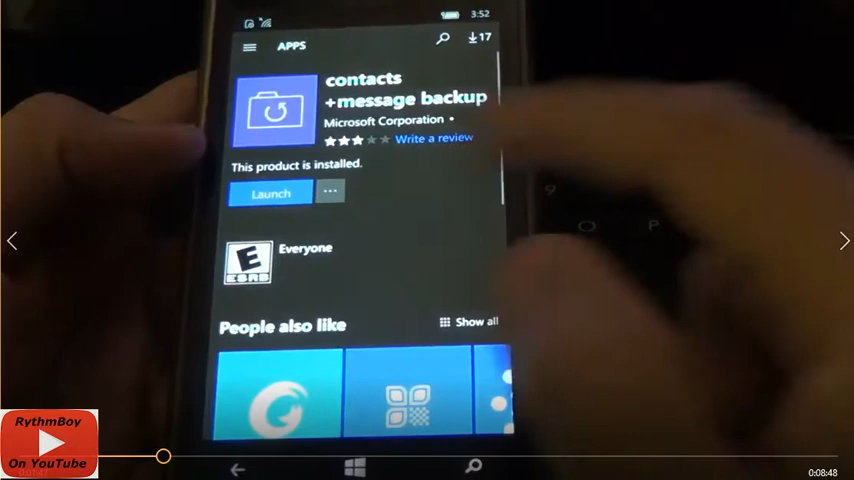 3:52
APPS
17
contacts
+message backup
Microsoft Corporation •
Write a review
This product is installed.
Launch
...
E
ESRB
Everyone
People also like
Show all
9
O
P
RythmBoy
On YouTube
0:08:48